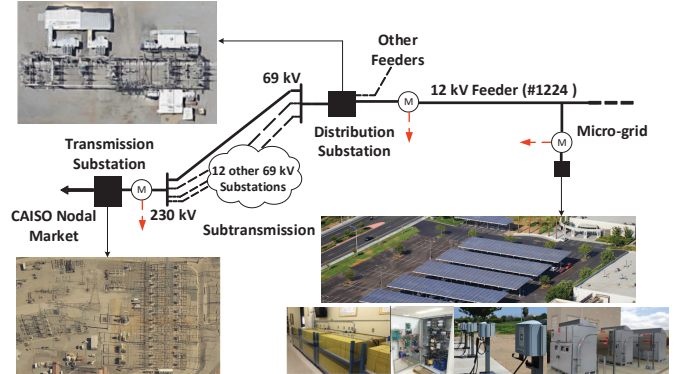 Other
Feeders
69 kV
12 kV Feeder (#1224 )
M
Distribution
Substation
Micro-grid
M
Transmission
Substation
12 other 69 kV
Substations
M
CAISO Nodal
Market
230 kV
Subtransmission